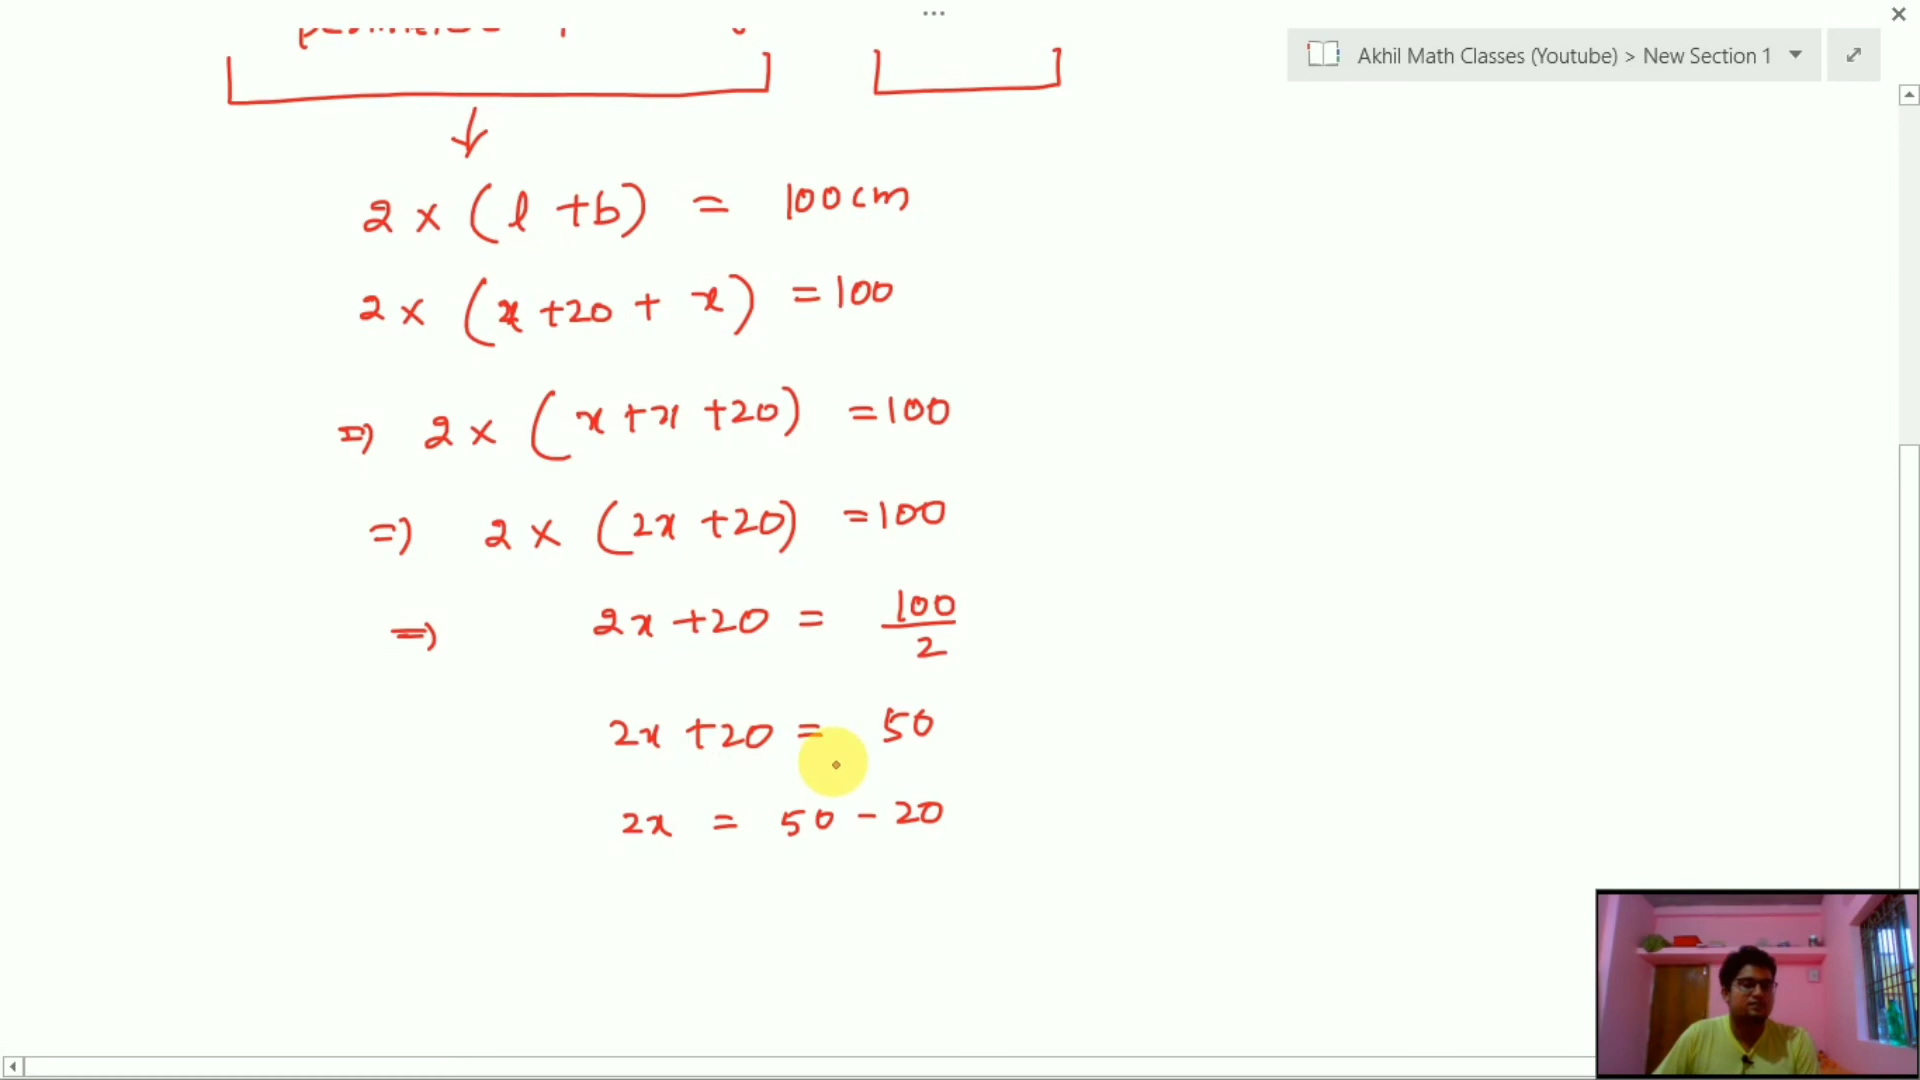 Akhil Math Classes (Youtube) > New Section 1
2 × (l + b) = 100 cm
2 × (x + 20 + x) = 100
⇒ 2 × (x + x + 20) = 100
⇒ 2 × (2x + 20) = 100
⇒ 2x + 20 = 100/2
2x + 20 = 50
2x = 50 - 20